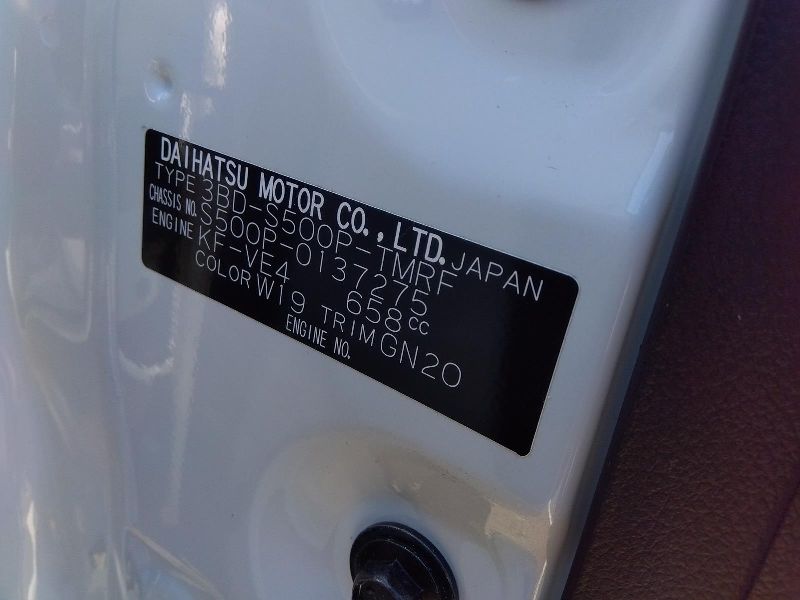 DAIHATSU MOTOR CO.,LTD. JAPAN
TYPE 3BD-S500P-TMRF
CHASSIS NO. S500P-0137275
ENGINE KF-VE4 658cc
COLOR W19 TRIM GN20
ENGINE NO.